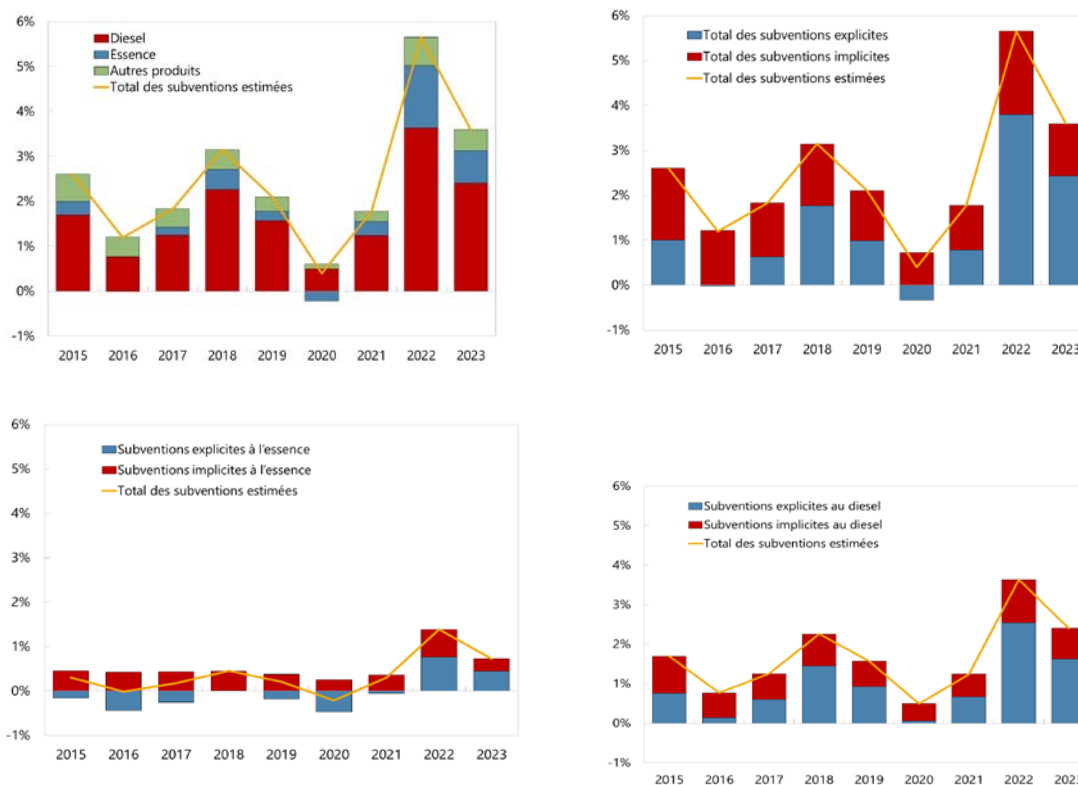 6%
5%
4%
3%
2%
1%
0%
-1%
Diesel
Essence
Autres produits
Total des subventions estimées
2015 2016 2017 2018 2019 2020 2021 2022 2023
6%
5%
4%
3%
2%
1%
0%
-1%
Total des subventions explicites
Total des subventions implicites
Total des subventions estimées
2015 2016 2017 2018 2019 2020 2021 2022 2023
6%
5%
4%
3%
2%
1%
0%
-1%
Subventions explicites à l'essence
Subventions implicites à l'essence
Total des subventions estimées
2015 2016 2017 2018 2019 2020 2021 2022 2023
6%
5%
4%
3%
2%
1%
0%
-1%
Subventions explicites au diesel
Subventions implicites au diesel
Total des subventions estimées
2015 2016 2017 2018 2019 2020 2021 2022 2023